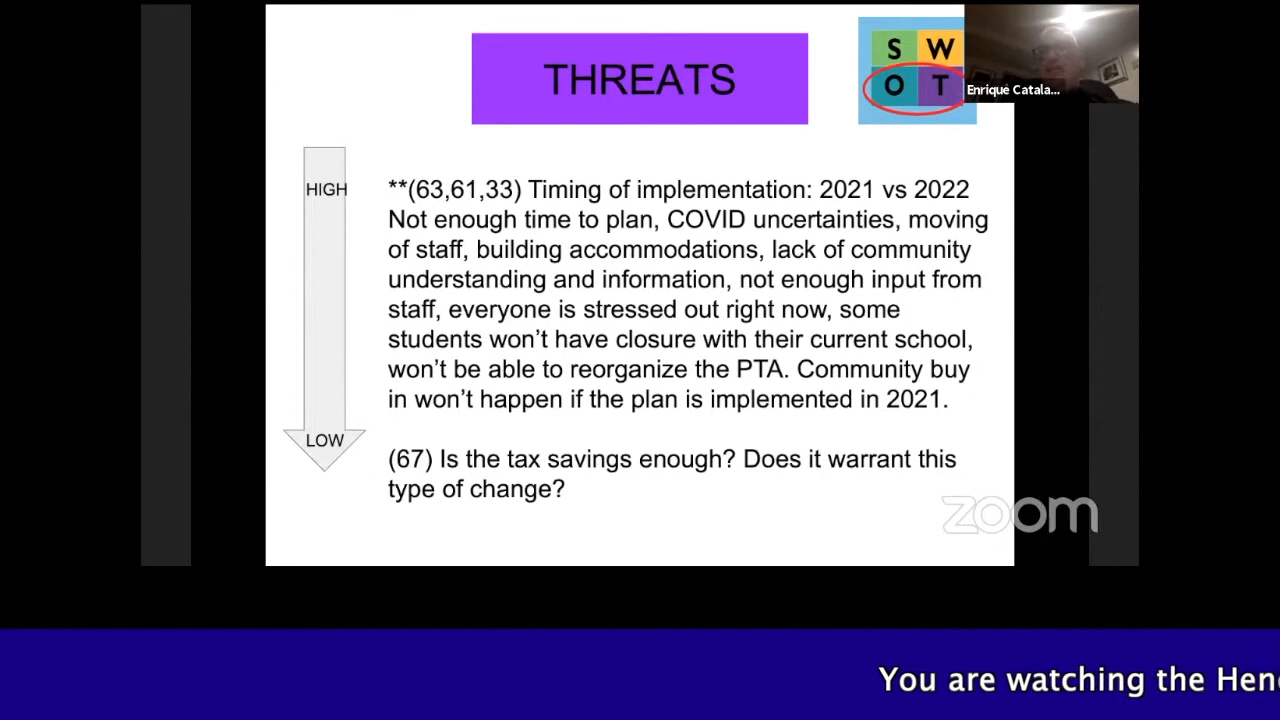 THREATS
S W
O T
Enrique Catala...
HIGH
LOW
**(63,61,33) Timing of implementation: 2021 vs 2022
Not enough time to plan, COVID uncertainties, moving
of staff, building accommodations, lack of community
understanding and information, not enough input from
staff, everyone is stressed out right now, some
students won’t have closure with their current school,
won’t be able to reorganize the PTA. Community buy
in won’t happen if the plan is implemented in 2021.
(67) Is the tax savings enough? Does it warrant this
type of change?
zoom
You are watching the Hen